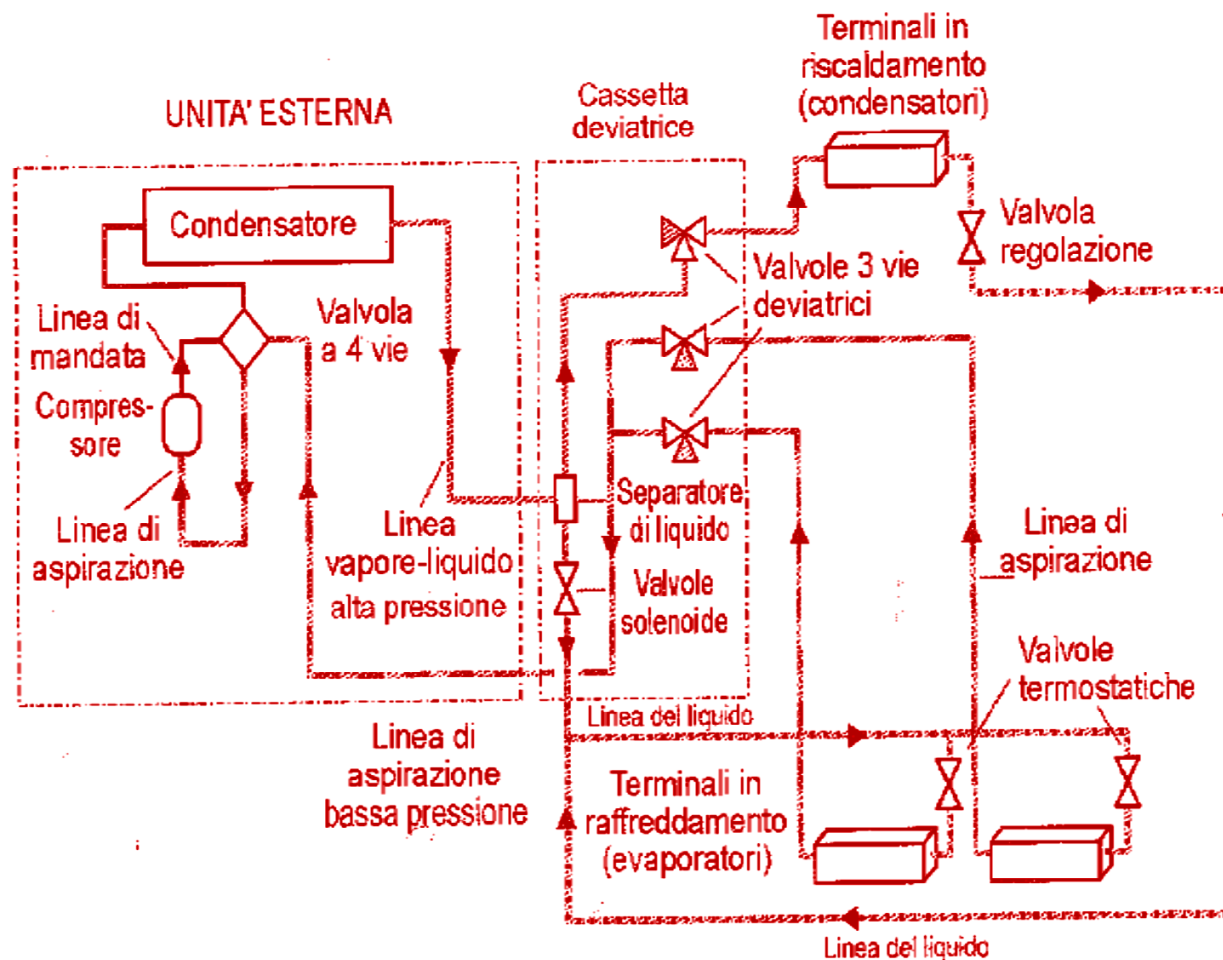 Terminali in
riscaldamento
(condensatori)
UNITA' ESTERNA
Cassetta
deviatrice
Condensatore
Valvola
regolazione
Valvole 3 vie
deviatrici
Linea di
mandata
Valvola
a 4 vie
Compres-
sore
Linea di
aspirazione
Linea
vapore-liquido
alta pressione
Separatore
di liquido
Valvole
solenoide
Linea di
aspirazione
Valvole
termostatiche
Linea del liquido
Linea di
aspirazione
bassa pressione
Terminali in
raffreddamento
(evaporatori)
Linea del liquido